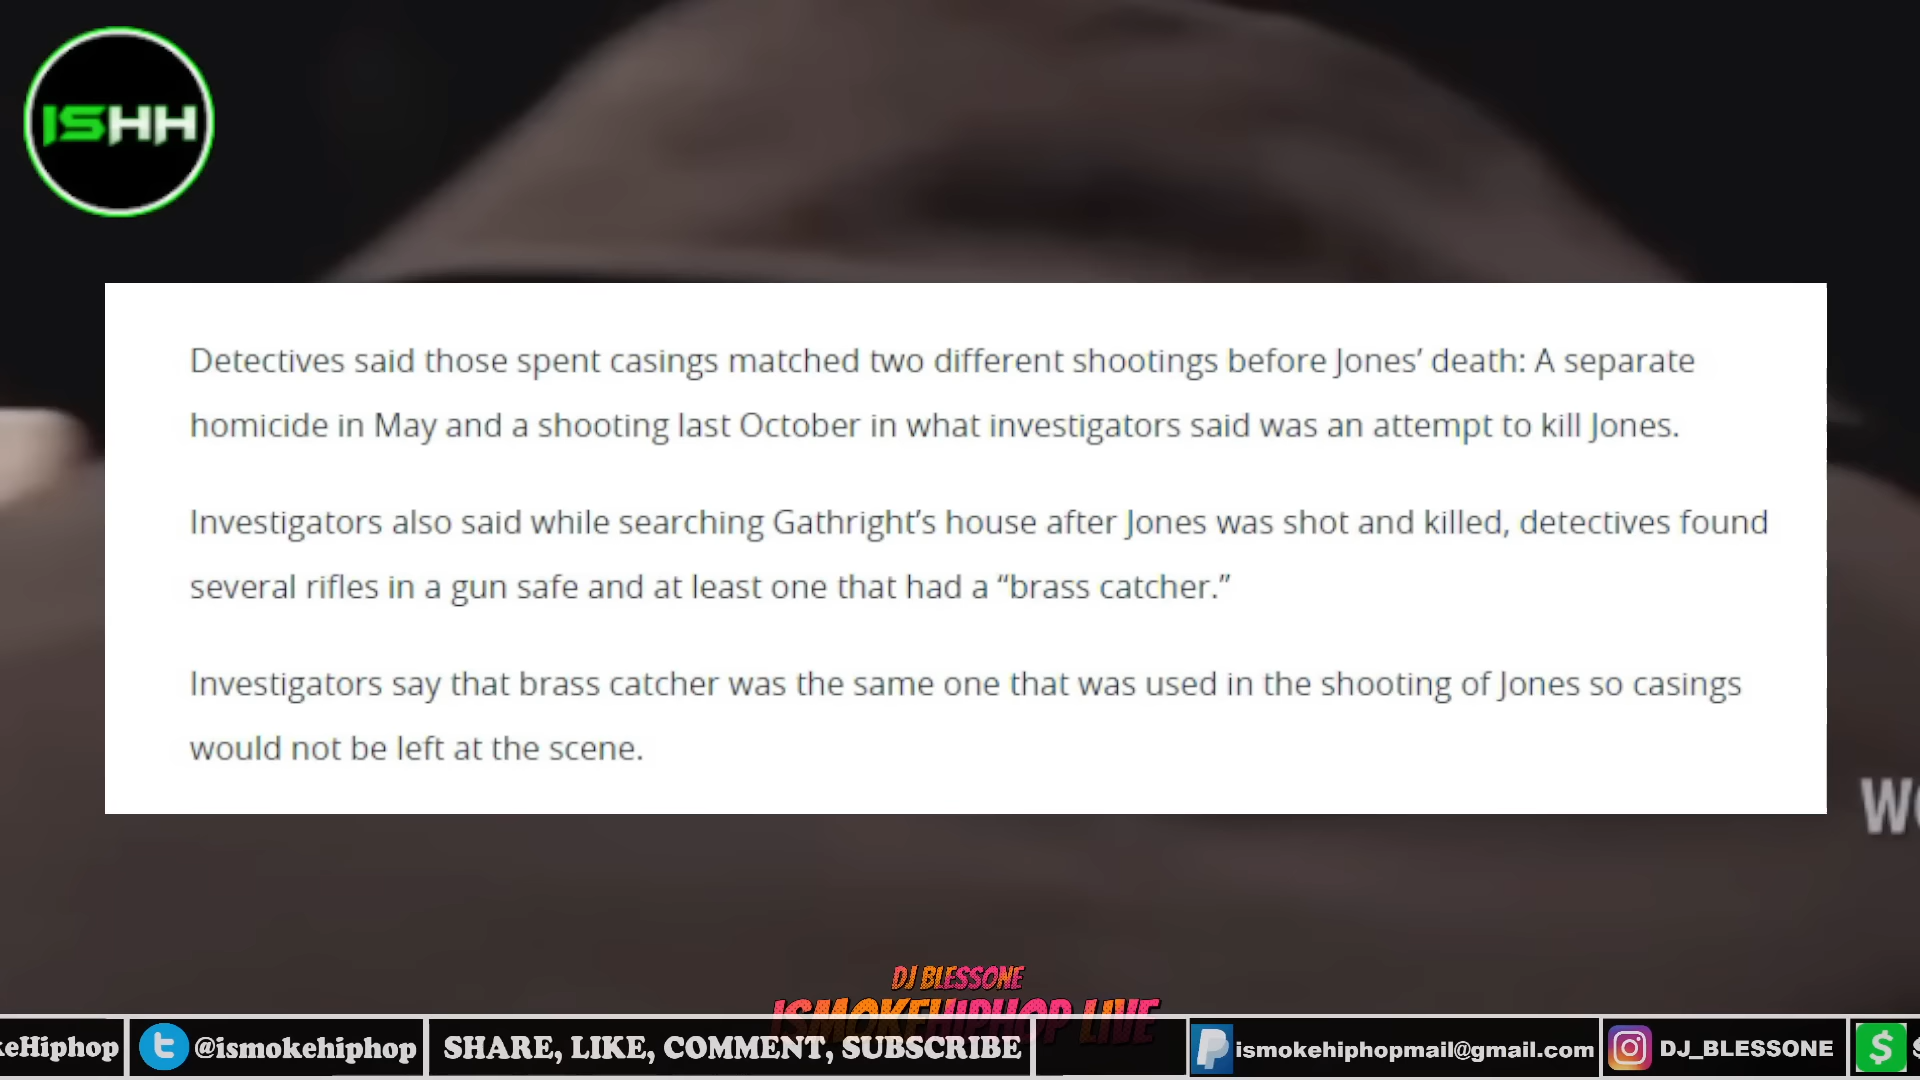 ISHH
Detectives said those spent casings matched two different shootings before Jones’ death: A separate
homicide in May and a shooting last October in what investigators said was an attempt to kill Jones.
Investigators also said while searching Gathright’s house after Jones was shot and killed, detectives found
several rifles in a gun safe and at least one that had a “brass catcher.”
Investigators say that brass catcher was the same one that was used in the shooting of Jones so casings
would not be left at the scene.
DJ BLESSONE
ISMOKEHIPHOP LIVE
keHiphop @ismokehiphop SHARE, LIKE, COMMENT, SUBSCRIBE ismokehiphopmail@gmail.com DJ_BLESSONE $